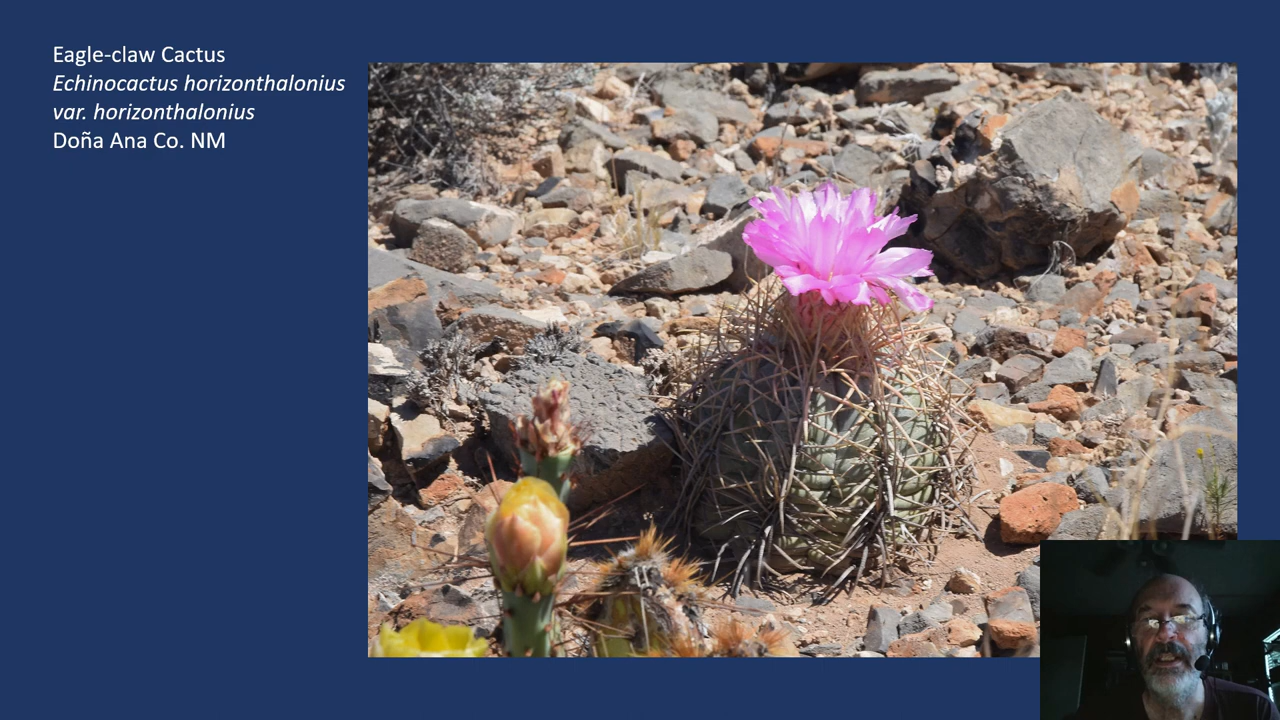 Eagle-claw Cactus
Echinocactus horizonthalonius
var. horizonthalonius
Doña Ana Co. NM